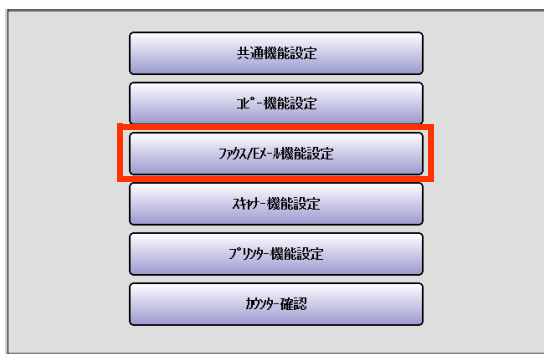 共通機能設定
ｺﾋﾟｰ機能設定
ﾌｧｸｽ/Eﾒｰﾙ機能設定
ｽｷｬﾅｰ機能設定
ﾌﾟﾘﾝﾀｰ機能設定
ｶｳﾝﾀｰ確認